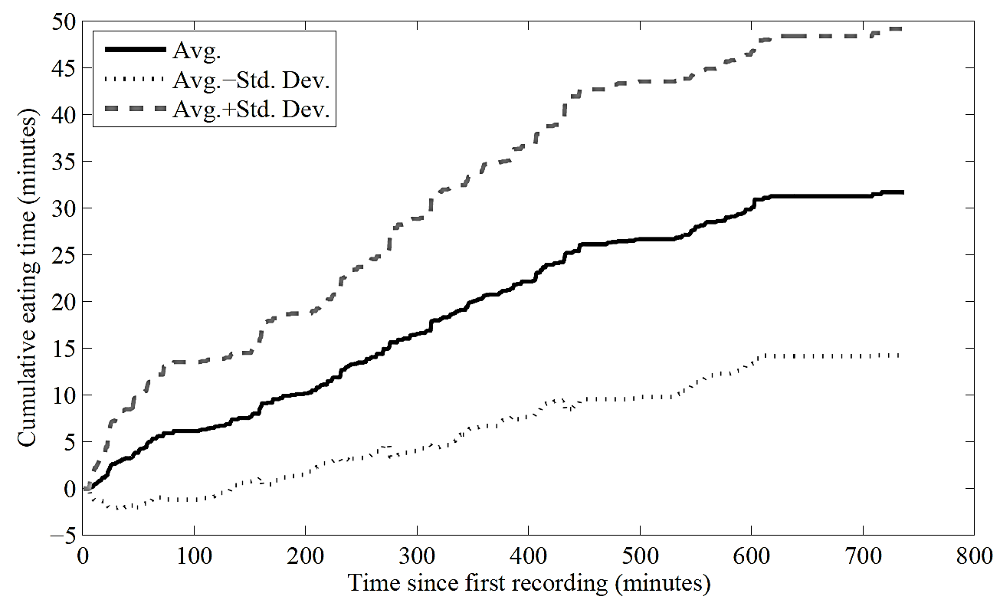 50
45
40
35
30
25
20
15
10
5
0
−5
Cumulative eating time (minutes)
Avg.
Avg.−Std. Dev.
Avg.+Std. Dev.
0 100 200 300 400 500 600 700 800
Time since first recording (minutes)